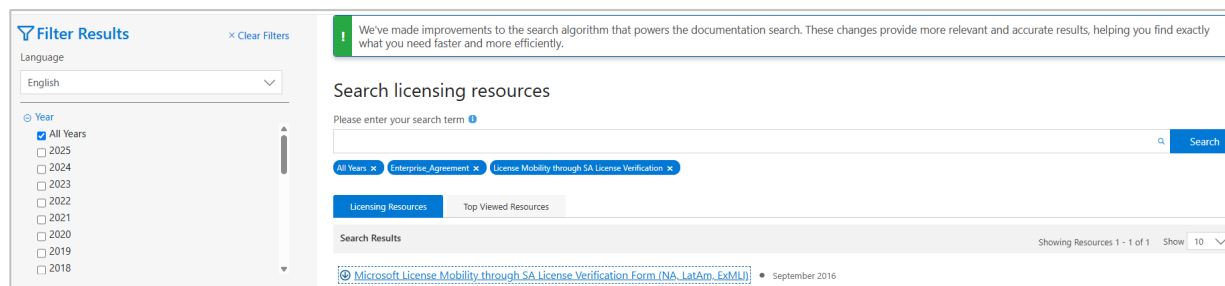 Filter Results
× Clear Filters
Language
English
Year
All Years
2025
2024
2023
2022
2021
2020
2019
2018
! We've made improvements to the search algorithm that powers the documentation search. These changes provide more relevant and accurate results, helping you find exactly
what you need faster and more efficiently.
Search licensing resources
Please enter your search term
Search
All Years × Enterprise_Agreement × License Mobility through SA License Verification ×
Licensing Resources Top Viewed Resources
Search Results Showing Resources 1 - 1 of 1 Show 10
Microsoft License Mobility through SA License Verification Form (NA, LatAm, ExMLI) • September 2016